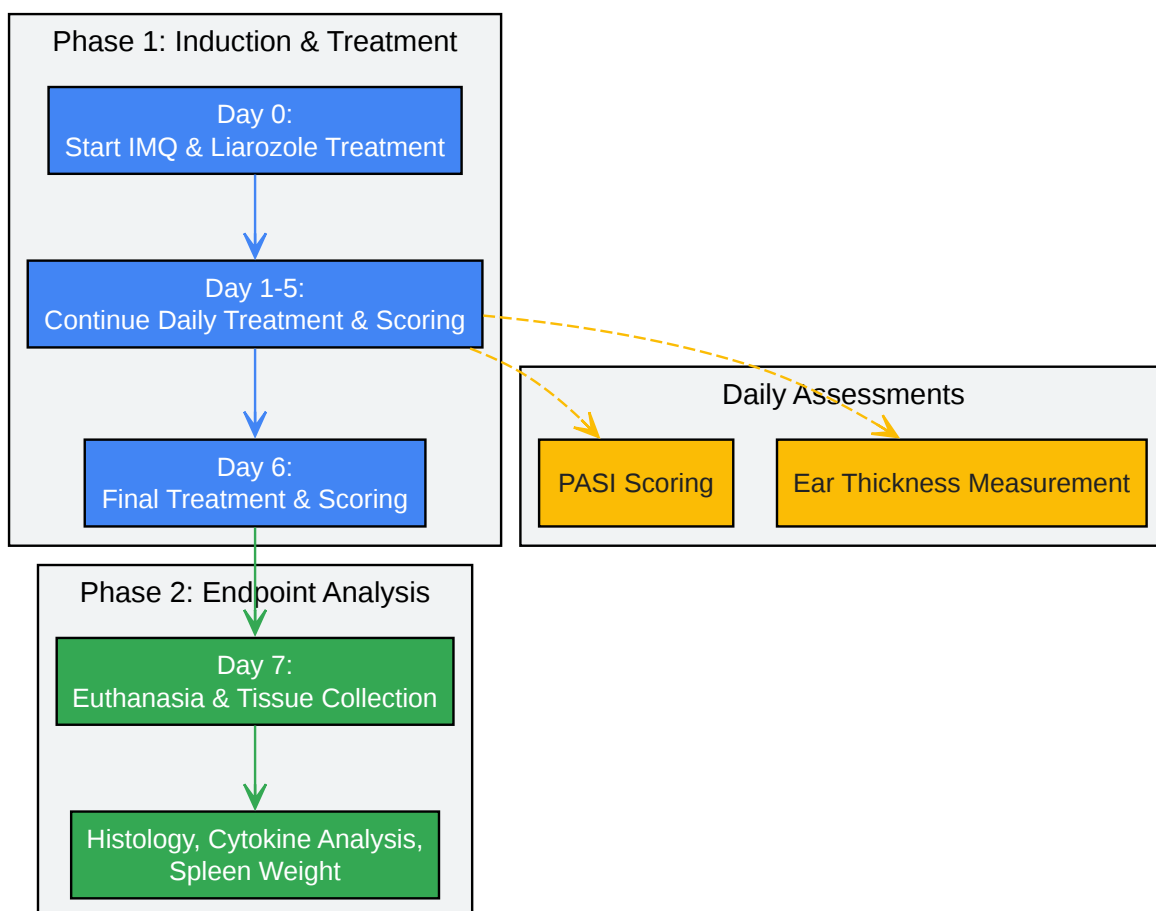 Phase 1: Induction & Treatment
Day 0:
Start IMQ & Liarozole Treatment
Day 1-5:
Continue Daily Treatment & Scoring
Day 6:
Final Treatment & Scoring
Daily Assessments
PASI Scoring
Ear Thickness Measurement
Phase 2: Endpoint Analysis
Day 7:
Euthanasia & Tissue Collection
Histology, Cytokine Analysis,
Spleen Weight